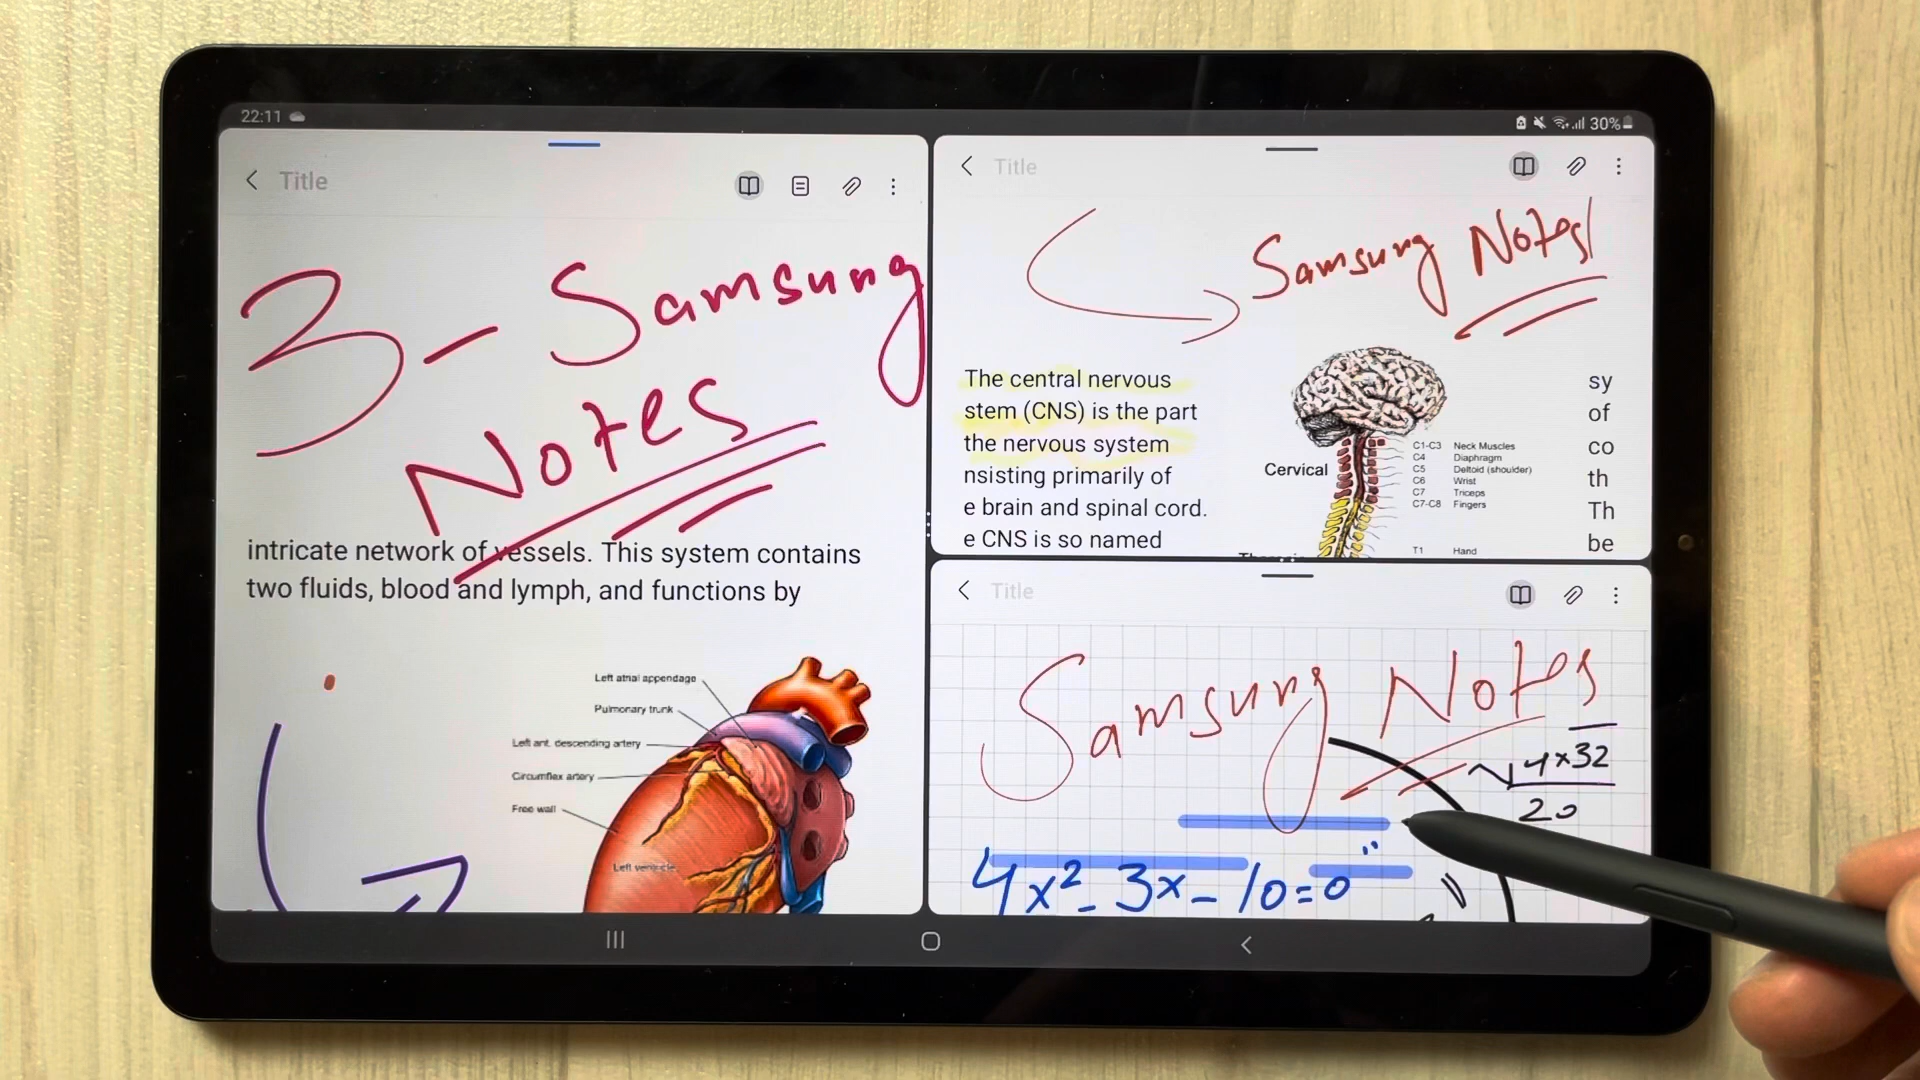 22:11
30%
Title
3 - Samsung
Notes
intricate network of vessels. This system contains
two fluids, blood and lymph, and functions by
Left atrial appendage
Pulmonary trunk
Left ant. descending artery
Circumflex artery
Free wall
Left ventricle
Title
Samsung Notes
The central nervous sy
stem (CNS) is the part of
the nervous system co
nsisting primarily of th
e brain and spinal cord. Th
e CNS is so named be
Cervical
C1-C3 Neck Muscles
C4 Diaphragm
C5 Deltoid (shoulder)
C6 Wrist
C7 Triceps
C7-C8 Fingers
T1 Hand
Title
Samsung Notes
√4×32
20
4x² - 3x - 10 = 0